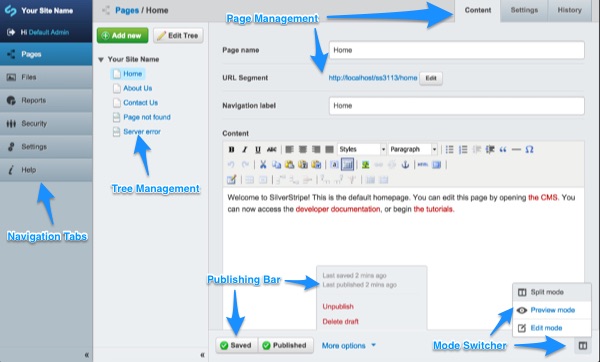 Your Site Name
Hi Default Admin
Pages
Files
Reports
Security
Settings
Help
Navigation Tabs
Pages / Home
Add new
Edit Tree
Your Site Name
Home
About Us
Contact Us
Page not found
Server error
Tree Management
Page Management
Content
Settings
History
Page name
Home
URL Segment
http://localhost/ss3113/home
Edit
Navigation label
Home
Content
B I U ABC
Styles
Paragraph
HTML
Welcome to SilverStripe! This is the default homepage. You can edit this page by opening the CMS. You
can now access the developer documentation, or begin the tutorials.
Publishing Bar
Last saved 2 mins ago
Last published 2 mins ago
Unpublish
Delete draft
Saved
Published
More options
Split mode
Preview mode
Edit mode
Mode Switcher